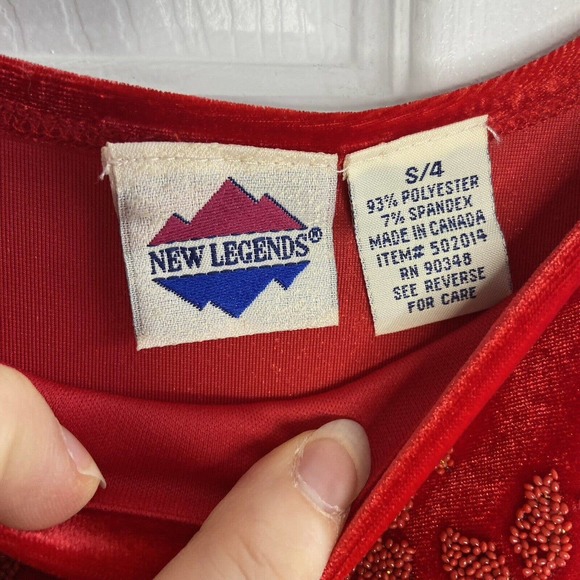 NEW LEGENDS®
S/4
93% POLYESTER
7% SPANDEX
MADE IN CANADA
ITEM# 502014
RN 90348
SEE REVERSE
FOR CARE